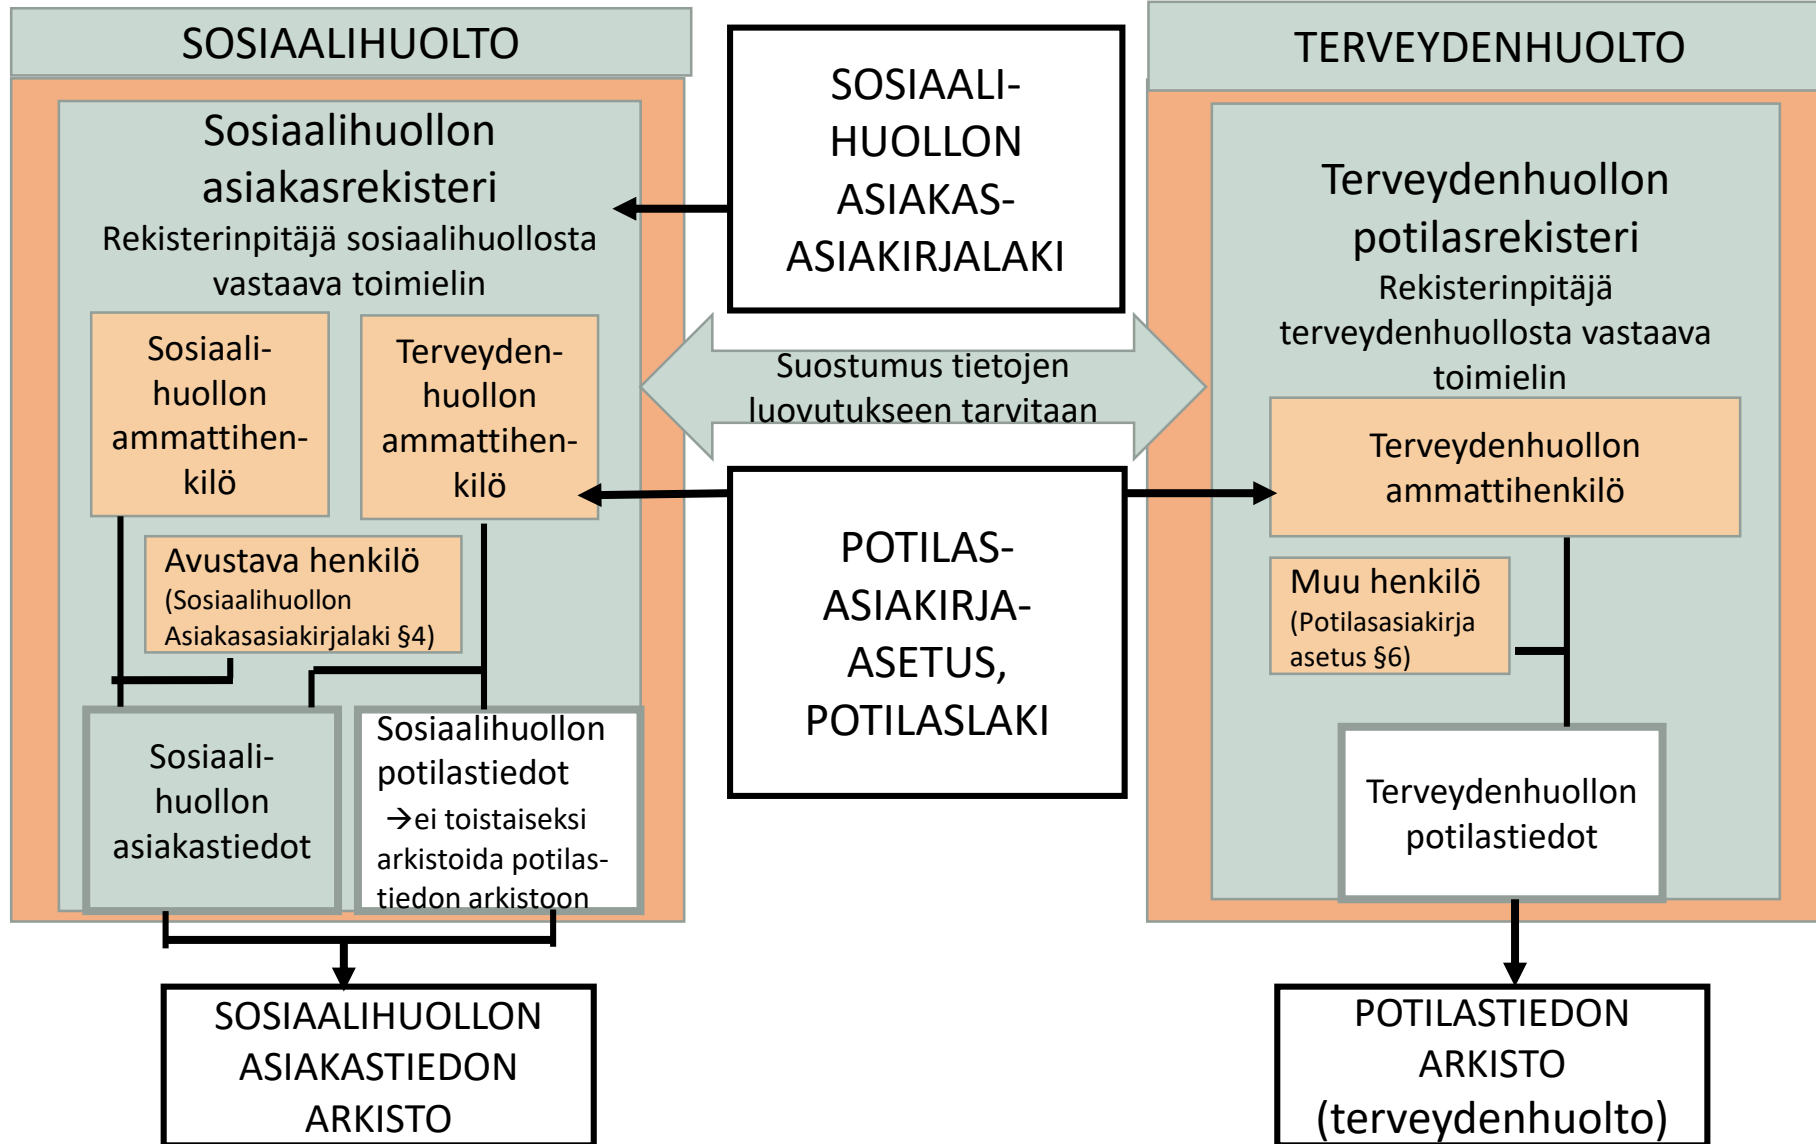 SOSIAALIHUOLTO
Sosiaalihuollon
asiakasrekisteri
Rekisterinpitäjä sosiaalihuollosta
vastaava toimielin
Sosiaali-
huollon
ammattihen-
kilö
Terveyden-
huollon
ammattihen-
kilö
Avustava henkilö
(Sosiaalihuollon
Asiakasasiakirjalaki §4)
Sosiaali-
huollon
asiakastiedot
Sosiaalihuollon
potilastiedot
→ei toistaiseksi
arkistoida potilas-
tiedon arkistoon
SOSIAALIHUOLLON
ASIAKASTIEDON
ARKISTO
SOSIAALI-
HUOLLON
ASIAKAS-
ASIAKIRJALAKI
Suostumus tietojen
luovutukseen tarvitaan
POTILAS-
ASIAKIRJA-
ASETUS,
POTILASLAKI
TERVEYDENHUOLTO
Terveydenhuollon
potilasrekisteri
Rekisterinpitäjä
terveydenhuollosta vastaava
toimielin
Terveydenhuollon
ammattihenkilö
Muu henkilö
(Potilasasiakirja
asetus §6)
Terveydenhuollon
potilastiedot
POTILASTIEDON
ARKISTO
(terveydenhuolto)